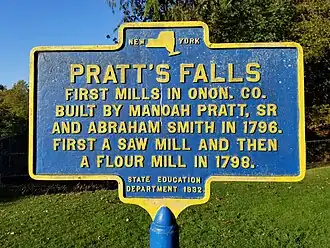 NEW YORK
PRATT'S FALLS
FIRST MILLS IN ONON. CO.
BUILT BY MANOAH PRATT, SR
AND ABRAHAM SMITH IN 1796.
FIRST A SAW MILL AND THEN
A FLOUR MILL IN 1798.
STATE EDUCATION
DEPARTMENT 1932